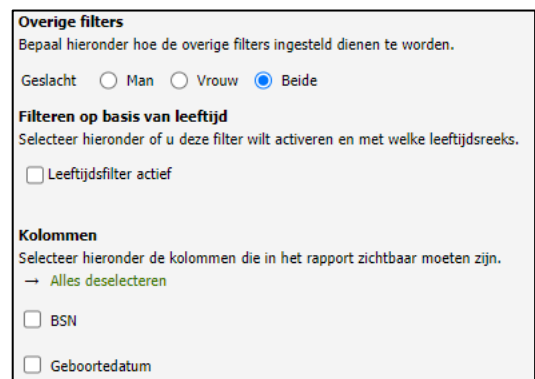 Overige filters
Bepaal hieronder hoe de overige filters ingesteld dienen te worden.
Geslacht Man Vrouw Beide
Filteren op basis van leeftijd
Selecteer hieronder of u deze filter wilt activeren en met welke leeftijdsreeks.
Leeftijdsfilter actief
Kolommen
Selecteer hieronder de kolommen die in het rapport zichtbaar moeten zijn.
→ Alles deselecteren
BSN
Geboortedatum